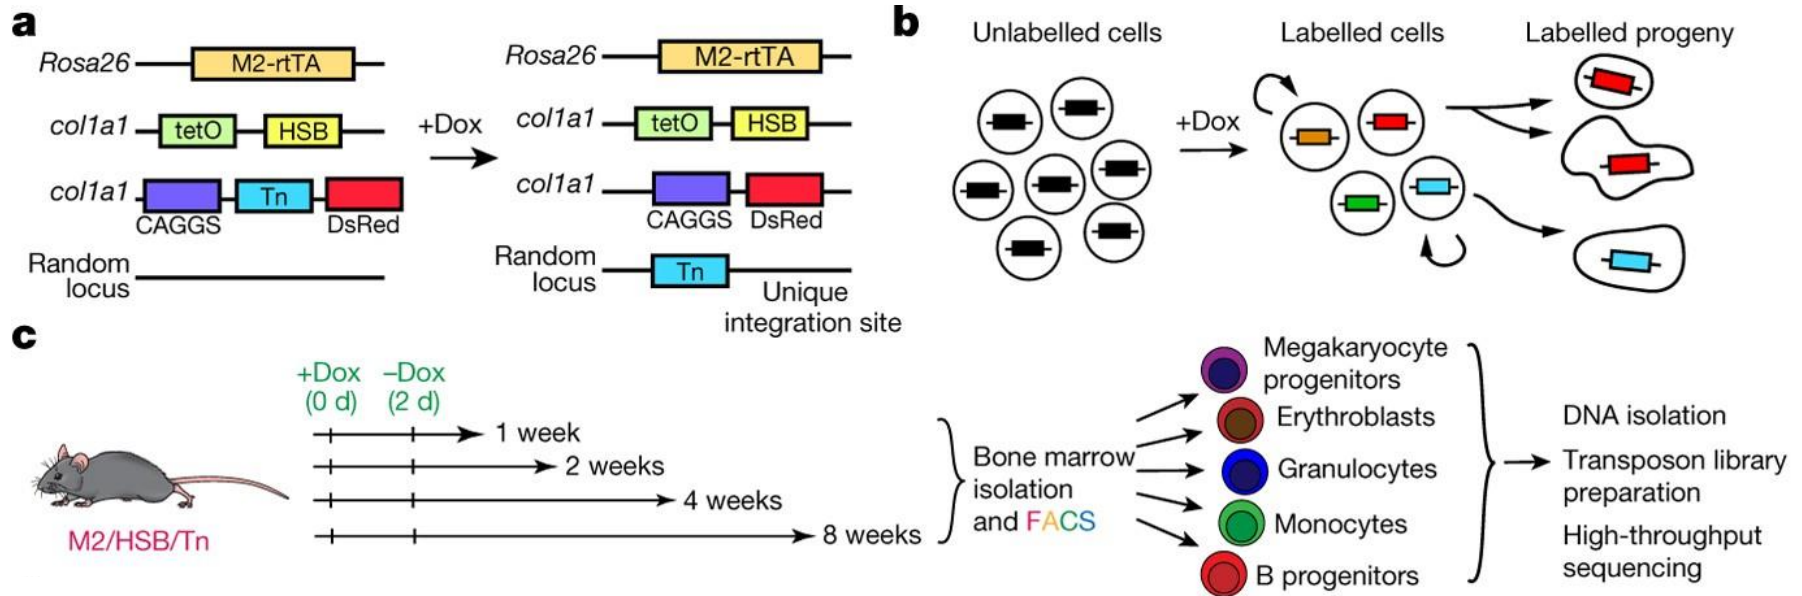 a
Rosa26
M2-rtTA
col1a1
tetO
HSB
col1a1
Tn
CAGGS
DsRed
Random
locus
+Dox
Rosa26
M2-rtTA
col1a1
tetO
HSB
col1a1
CAGGS
DsRed
Random
locus
Tn
Unique
integration site
b
Unlabelled cells
+Dox
Labelled cells
Labelled progeny
c
M2/HSB/Tn
+Dox
(0 d)
–Dox
(2 d)
1 week
2 weeks
4 weeks
8 weeks
Bone marrow
isolation
and FACS
Megakaryocyte
progenitors
Erythroblasts
Granulocytes
Monocytes
B progenitors
DNA isolation
Transposon library
preparation
High-throughput
sequencing